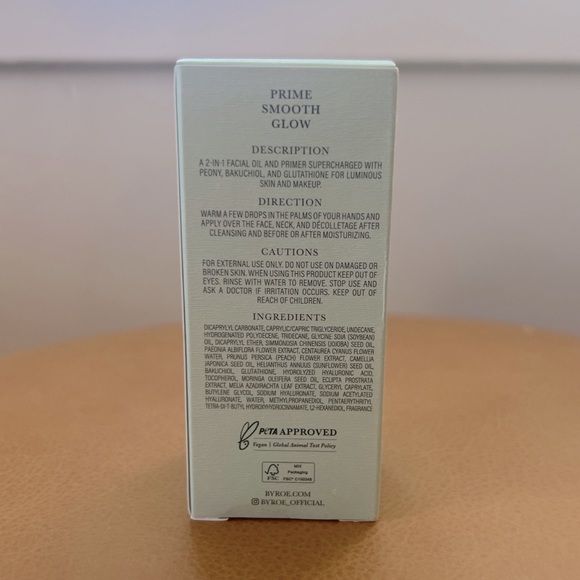 PRIME
SMOOTH
GLOW
DESCRIPTION
A 2-IN-1 FACIAL OIL AND PRIMER SUPERCHARGED WITH
PEONY, BAKUCHIOL, AND GLUTATHIONE FOR LUMINOUS
SKIN AND MAKEUP.
DIRECTION
WARM A FEW DROPS IN THE PALMS OF YOUR HANDS AND
APPLY OVER THE FACE, NECK, AND DÉCOLLETAGE AFTER
CLEANSING AND BEFORE OR AFTER MOISTURIZING.
CAUTIONS
FOR EXTERNAL USE ONLY. DO NOT USE ON DAMAGED OR
BROKEN SKIN. WHEN USING THIS PRODUCT KEEP OUT OF
EYES. RINSE WITH WATER TO REMOVE. STOP USE AND
ASK A DOCTOR IF IRRITATION OCCURS. KEEP OUT OF
REACH OF CHILDREN.
INGREDIENTS
DICAPRYLYL CARBONATE, CAPRYLIC/CAPRIC TRIGLYCERIDE, UNDECANE,
HYDROGENATED POLYDECENE, TRIDECANE, GLYCINE SOJA (SOYBEAN)
OIL, DICAPRYLYL ETHER, SIMMONDSIA CHINENSIS (JOJOBA) SEED OIL,
PAEONIA ALBIFLORA FLOWER EXTRACT, CENTAUREA CYANUS FLOWER
WATER, PRUNUS PERSICA (PEACH) FLOWER EXTRACT, CAMELLIA
JAPONICA SEED OIL, HELIANTHUS ANNUUS (SUNFLOWER) SEED OIL,
BAKUCHIOL, GLUTATHIONE, HYDROLYZED HYALURONIC ACID,
TOCOPHEROL, MORINGA OLEIFERA SEED OIL, ECLIPTA PROSTRATA
EXTRACT, MELIA AZADIRACHTA LEAF EXTRACT, GLYCERYL CAPRYLATE,
BUTYLENE GLYCOL, SODIUM HYALURONATE, SODIUM ACETYLATED
HYALURONATE, WATER, METHYLPROPANEDIOL, PENTAERYTHRITYL
TETRA-DI-T-BUTYL HYDROXYHYDROCINNAMATE, 1,2-HEXANEDIOL, FRAGRANCE
PETA APPROVED
Vegan | Global Animal Test Policy
MIX
Packaging
FSC
BYROE.COM
BYROE_OFFICIAL